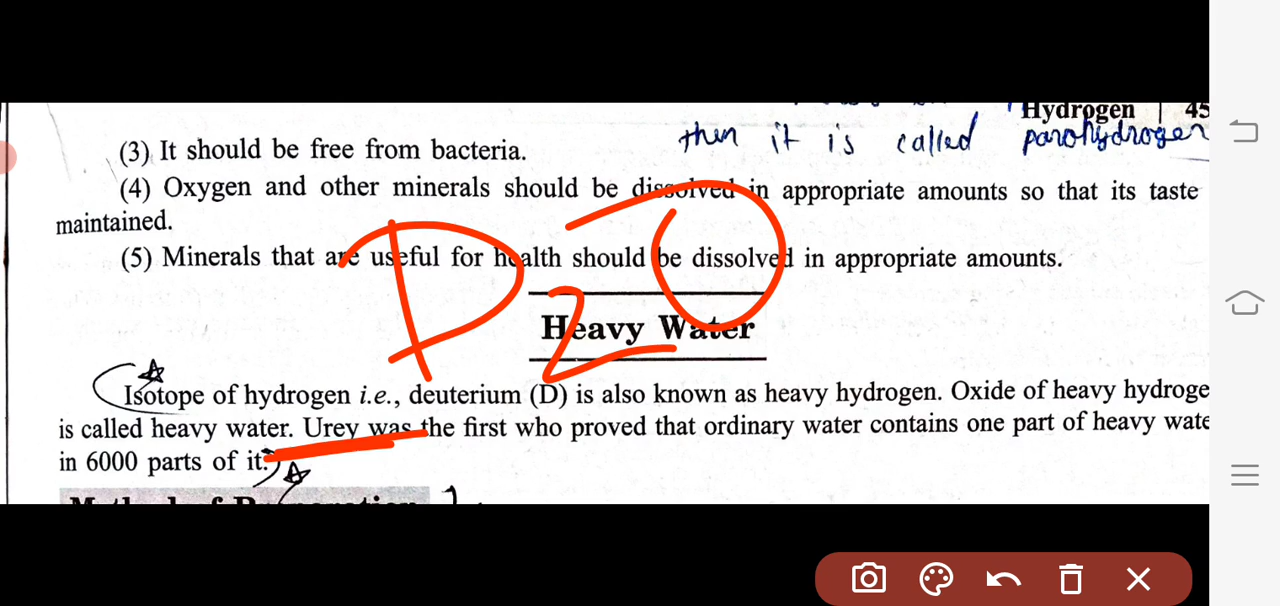 Hydrogen | 45
then it is called parahydrogen
(3) It should be free from bacteria.
(4) Oxygen and other minerals should be dissolved in appropriate amounts so that its taste
maintained.
(5) Minerals that are useful for health should be dissolved in appropriate amounts.
D2O
Heavy Water
Isotope of hydrogen i.e., deuterium (D) is also known as heavy hydrogen. Oxide of heavy hydroge
is called heavy water. Urey was the first who proved that ordinary water contains one part of heavy wate
in 6000 parts of it.